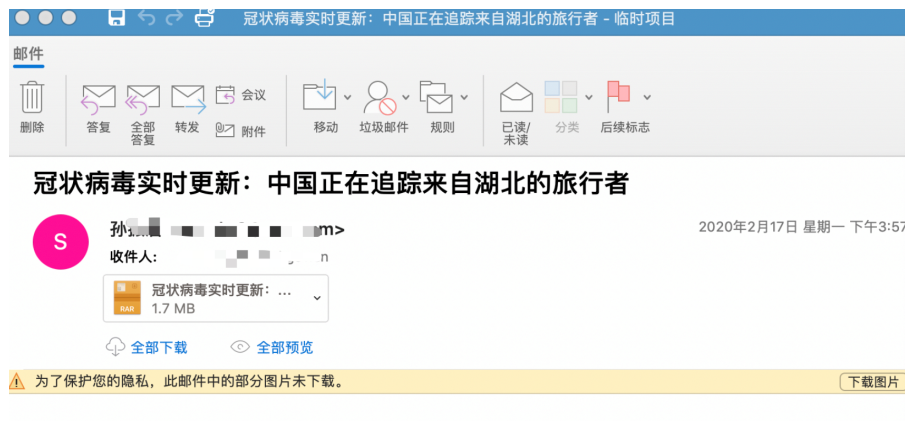 冠状病毒实时更新：中国正在追踪来自湖北的旅行者 - 临时项目
邮件
删除
答复
全部答复
转发
会议
附件
移动
垃圾邮件
规则
已读/未读
分类
后续标志
冠状病毒实时更新：中国正在追踪来自湖北的旅行者
S
孙 m>
2020年2月17日 星期一 下午3:57
收件人:
n
冠状病毒实时更新：...
RAR
1.7 MB
全部下载
全部预览
为了保护您的隐私，此邮件中的部分图片未下载。
下载图片